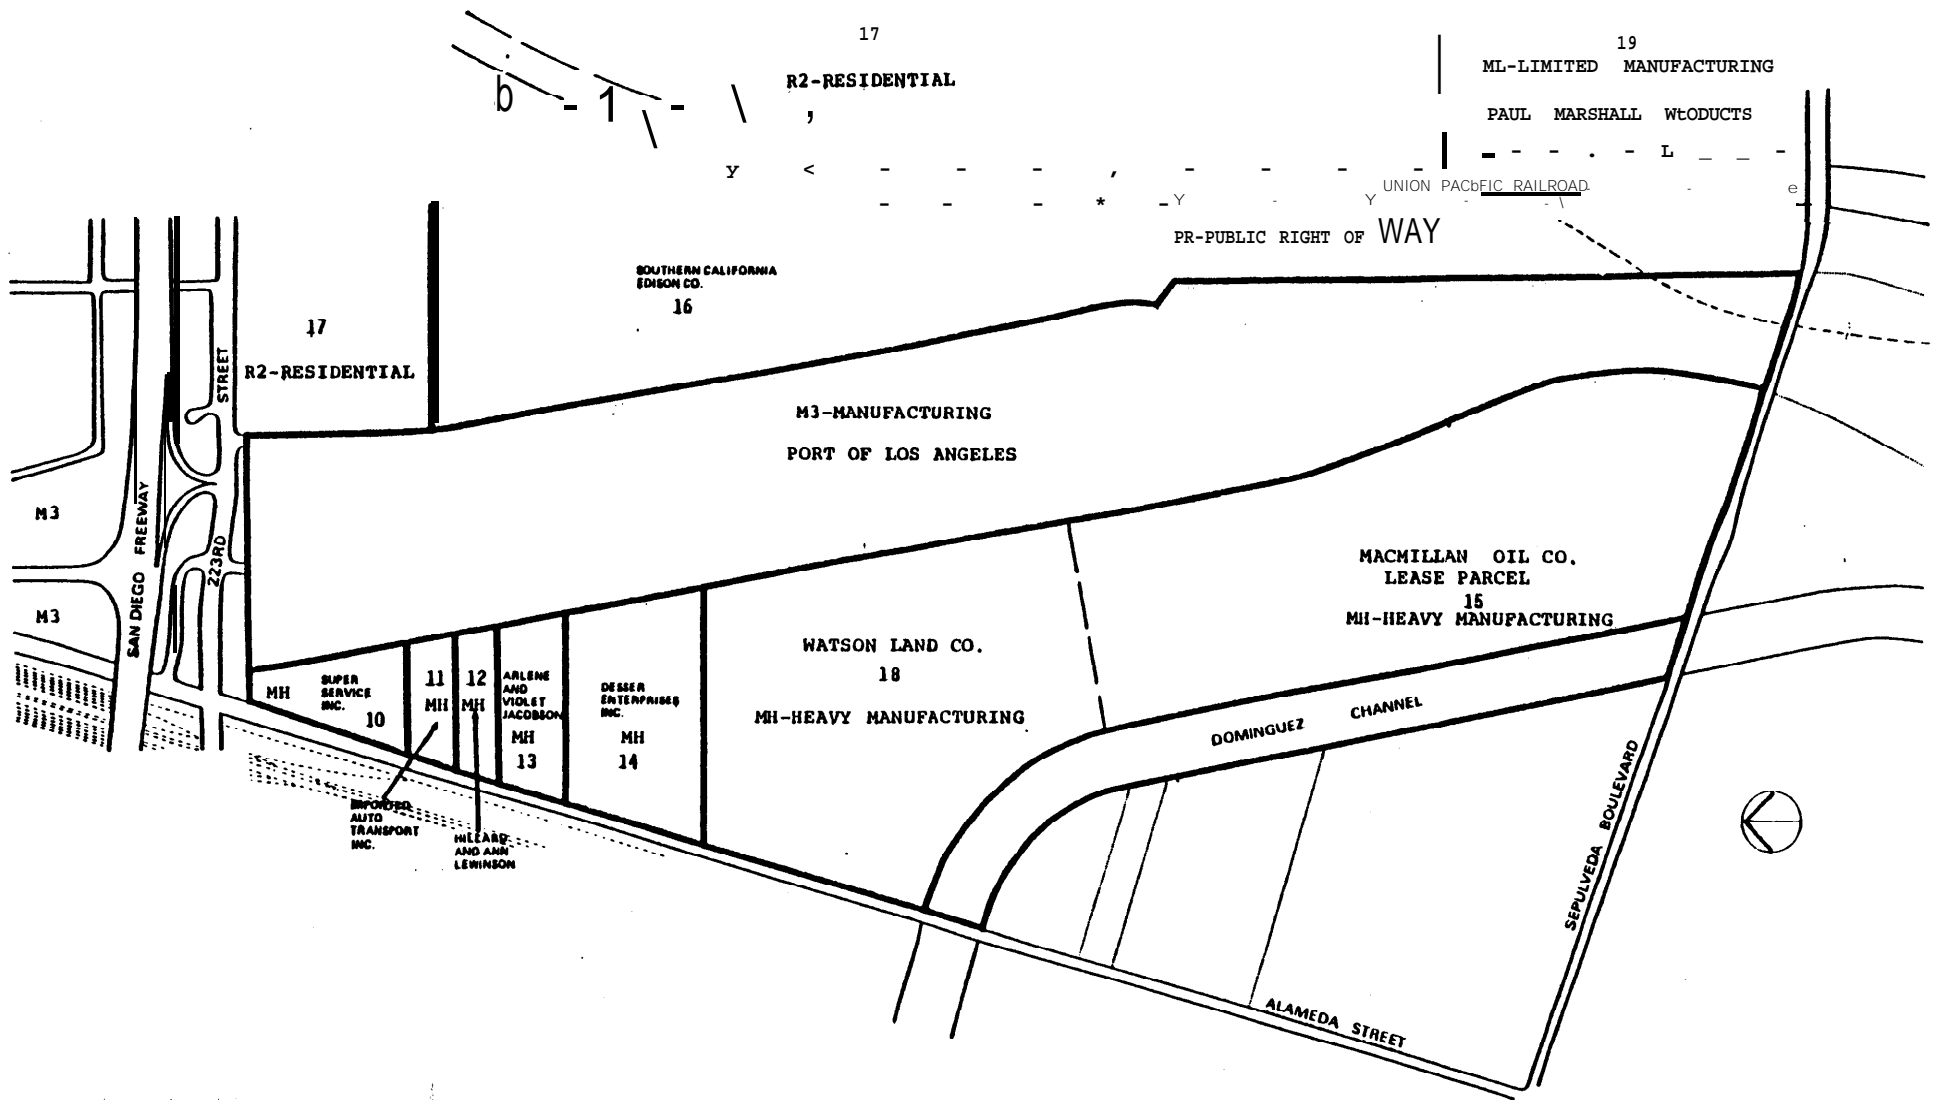 17
R2-RESIDENTIAL
19
ML-LIMITED MANUFACTURING
PAUL MARSHALL WtODUCTS
UNION PACbFIC RAILROAD
PR-PUBLIC RIGHT OF WAY
SOUTHERN CALIFORNIA
EDISON CO.
16
17
R2-RESIDENTIAL
STREET
223RD
SAN DIEGO FREEWAY
M3
M3
M3-MANUFACTURING
PORT OF LOS ANGELES
MACMILLAN OIL CO.
LEASE PARCEL
15
MH-HEAVY MANUFACTURING
WATSON LAND CO.
18
MH-HEAVY MANUFACTURING
MH
SUPER
SERVICE
INC.
10
11
MH
12
MH
ARLENE
AND
VIOLET
JACOBSON
MH
13
DESSER
ENTERPRISES
INC.
MH
14
IMPORTED
AUTO
TRANSPORT
INC.
HILLARD
AND ANN
LEWINSON
DOMINGUEZ CHANNEL
SEPULVEDA BOULEVARD
ALAMEDA STREET